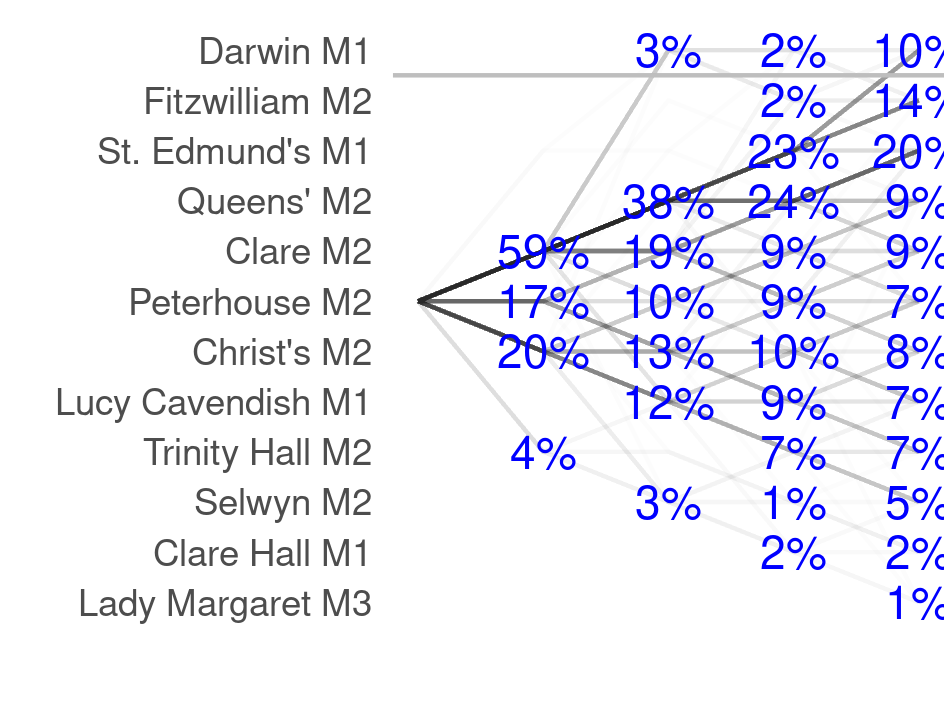 Darwin M1 3% 2% 10%
Fitzwilliam M2 2% 14%
St. Edmund's M1 23% 20%
Queens' M2 38% 24% 9%
Clare M2 59% 19% 9% 9%
Peterhouse M2 17% 10% 9% 7%
Christ's M2 20% 13% 10% 8%
Lucy Cavendish M1 12% 9% 7%
Trinity Hall M2 4% 7% 7%
Selwyn M2 3% 1% 5%
Clare Hall M1 2% 2%
Lady Margaret M3 1%